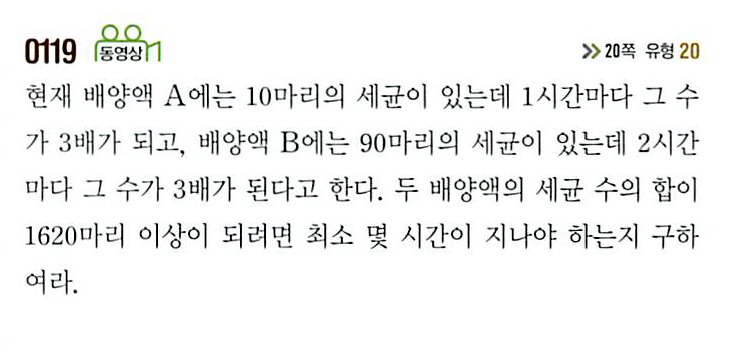 0119 동영상 >> 20쪽 유형 20
현재 배양액 A에는 10마리의 세균이 있는데 1시간마다 그 수
가 3배가 되고, 배양액 B에는 90마리의 세균이 있는데 2시간
마다 그 수가 3배가 된다고 한다. 두 배양액의 세균 수의 합이
1620마리 이상이 되려면 최소 몇 시간이 지나야 하는지 구하
여라.